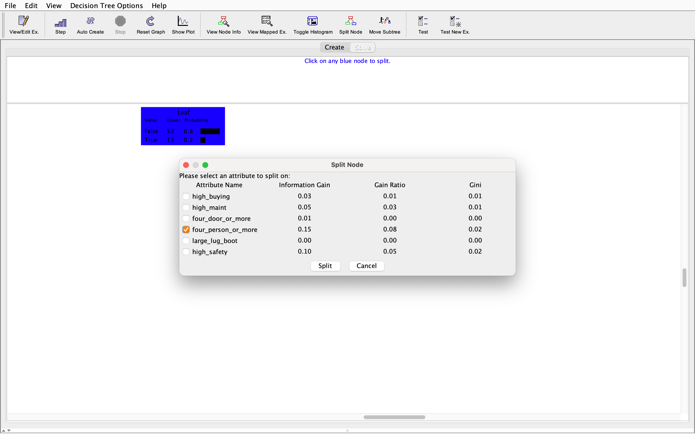 File Edit View Decision Tree Options Help
View/Edit Ex. Step Auto Create Stop Reset Graph Show Plot View Node Info View Mapped Ex. Toggle Histogram Split Node Move Subtree Test Test New Ex.
Create
Click on any blue node to split.
Leaf
False
True
Split Node
Please select an attribute to split on:
Attribute Name Information Gain Gain Ratio Gini
high_buying 0.03 0.01 0.01
high_maint 0.05 0.03 0.01
four_door_or_more 0.01 0.00 0.00
four_person_or_more 0.15 0.08 0.02
large_lug_boot 0.00 0.00 0.00
high_safety 0.10 0.05 0.02
Split Cancel